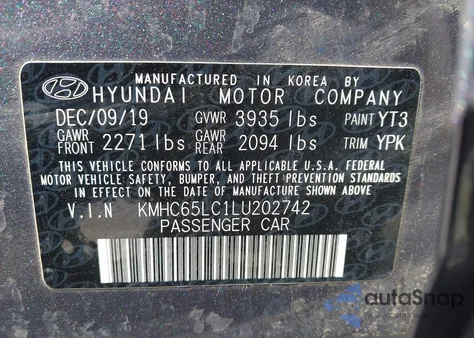 MANUFACTURED IN KOREA BY
HYUNDAI MOTOR COMPANY
DEC/09/19 GVWR 3935 lbs PAINT YT3
GAWR FRONT 2271 lbs GAWR REAR 2094 lbs TRIM YPK
THIS VEHICLE CONFORMS TO ALL APPLICABLE U.S.A. FEDERAL
MOTOR VEHICLE SAFETY, BUMPER, AND THEFT PREVENTION STANDARDS
IN EFFECT ON THE DATE OF MANUFACTURE SHOWN ABOVE.
V.I.N KMHC65LC1LU202742
PASSENGER CAR
autoSnap